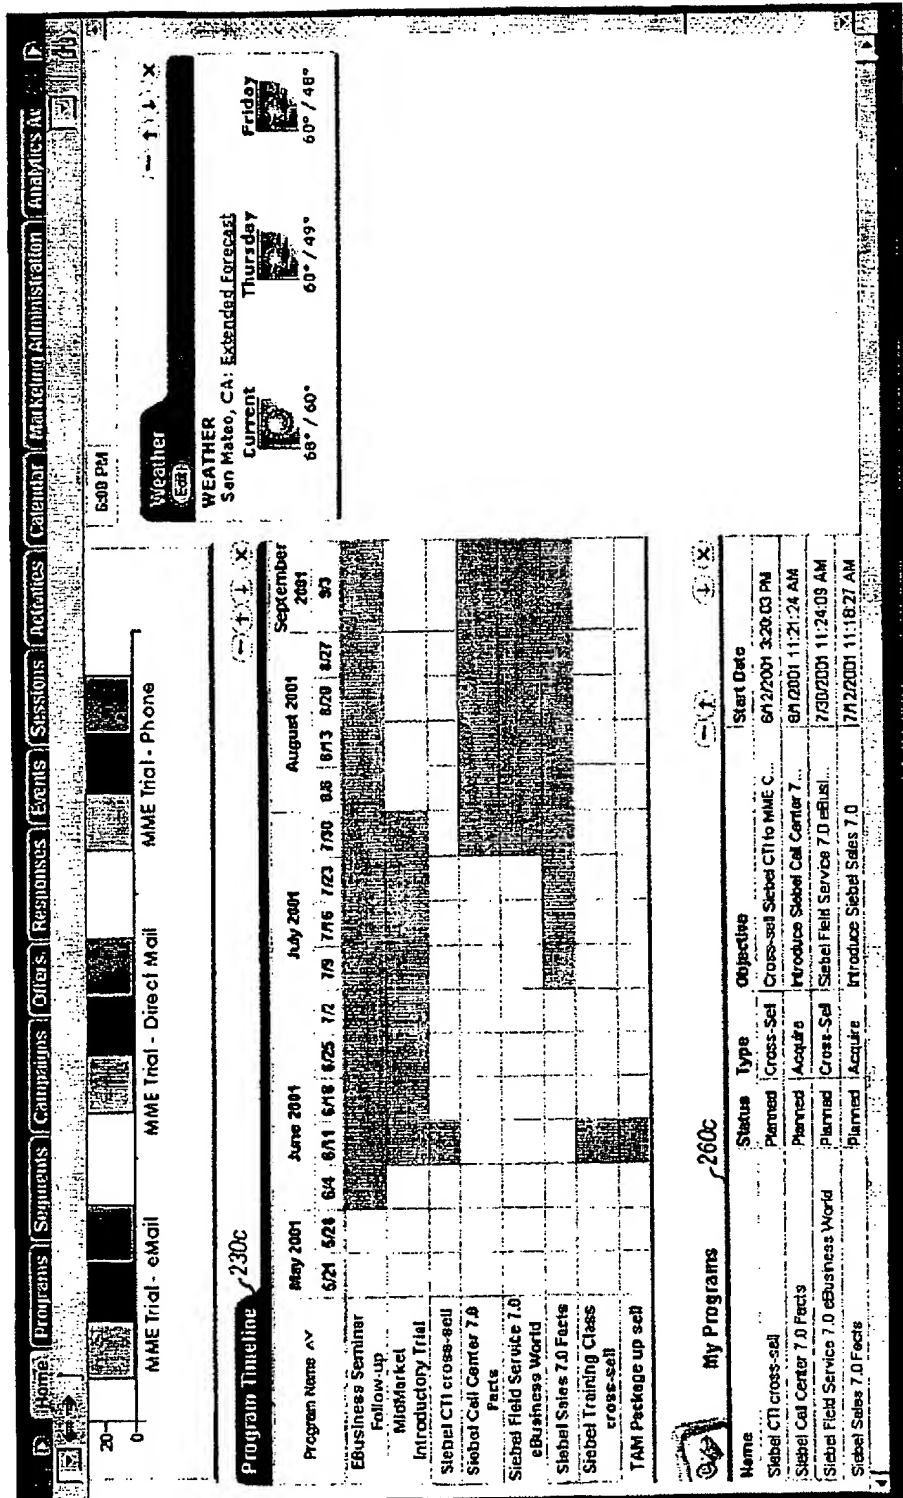 Home Programs Segments Campaigns Offers Responses Events Sessions Activities Calendar Marketing Administration Analytics Av
20
0
MME Trial - eMail MME Trial - Direct Mail MME Trial - Phone
6:08 PM
Program Timeline
230c
Program Name May 2001 June 2001 July 2001 August 2001 September 2001
5/21 5/28 6/4 6/11 6/18 6/25 7/2 7/9 7/16 7/23 7/30 8/6 8/13 8/20 8/27 9/3
EBusiness Seminar
Follow-up
MidMarket
Introductory Trial
Siebel CTI cross-sell
Siebel Call Center 7.0
Facts
Siebel Field Service 7.0
eBusiness World
Siebel Sales 7.0 Facts
Siebel Training Class
cross-sell
TAM Package up sell
Weather
Edit
WEATHER
San Mateo, CA: Extended Forecast
Current Thursday Friday
68° / 60° 60° / 49° 60° / 48°
My Programs
260c
Name Status Type Objective Start Date
Siebel CTI cross-sell Planned Cross-Sell Cross-sell Siebel CTI to MME C... 6/12/2001 3:20:03 PM
Siebel Call Center 7.0 Facts Planned Acquire Introduce Siebel Call Center 7... 8/1/2001 11:21:24 AM
Siebel Field Service 7.0 eBusiness World Planned Cross-Sell Siebel Field Service 7.0 eBusi... 7/30/2001 11:24:09 AM
Siebel Sales 7.0 Facts Planned Acquire Introduce Siebel Sales 7.0 7/12/2001 11:18:27 AM